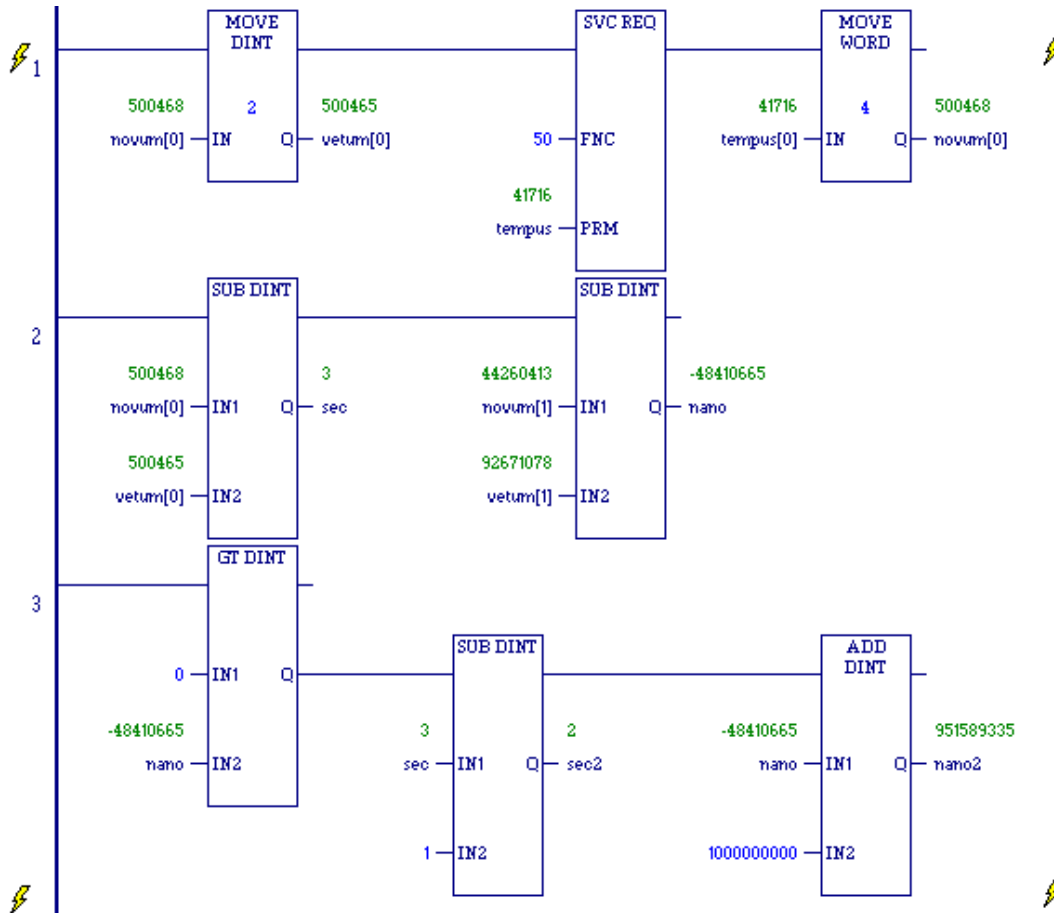 MOVE DINT
SVC REQ
MOVE WORD
1
500468 2 500465
41716 4 500468
novum[0] IN Q vetum[0]
50 FNC
tempus[0] IN Q novum[0]
41716
tempus PRM
SUB DINT
SUB DINT
2
500468 3
44260413 -48410665
novum[0] IN1 Q sec
novum[1] IN1 Q nano
500465
92671078
vetum[0] IN2
vetum[1] IN2
GT DINT
3
SUB DINT
ADD DINT
0 IN1 Q
-48410665
3 2
-48410665 951589335
nano IN2
sec IN1 Q sec2
nano IN1 Q nano2
1 IN2
1000000000 IN2